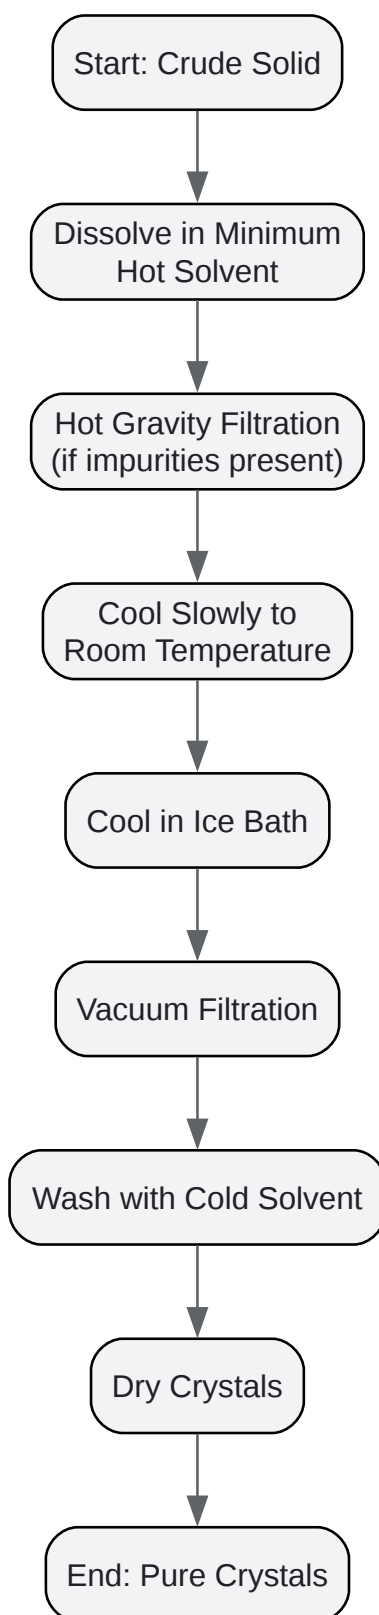 Start: Crude Solid
Dissolve in Minimum
Hot Solvent
Hot Gravity Filtration
(if impurities present)
Cool Slowly to
Room Temperature
Cool in Ice Bath
Vacuum Filtration
Wash with Cold Solvent
Dry Crystals
End: Pure Crystals